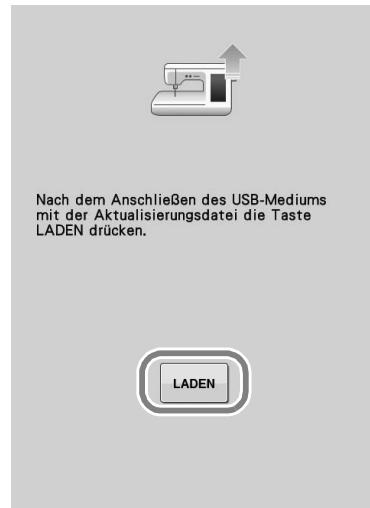 Nach dem Anschließen des USB-Mediums
mit der Aktualisierungsdatei die Taste
LADEN drücken.
LADEN